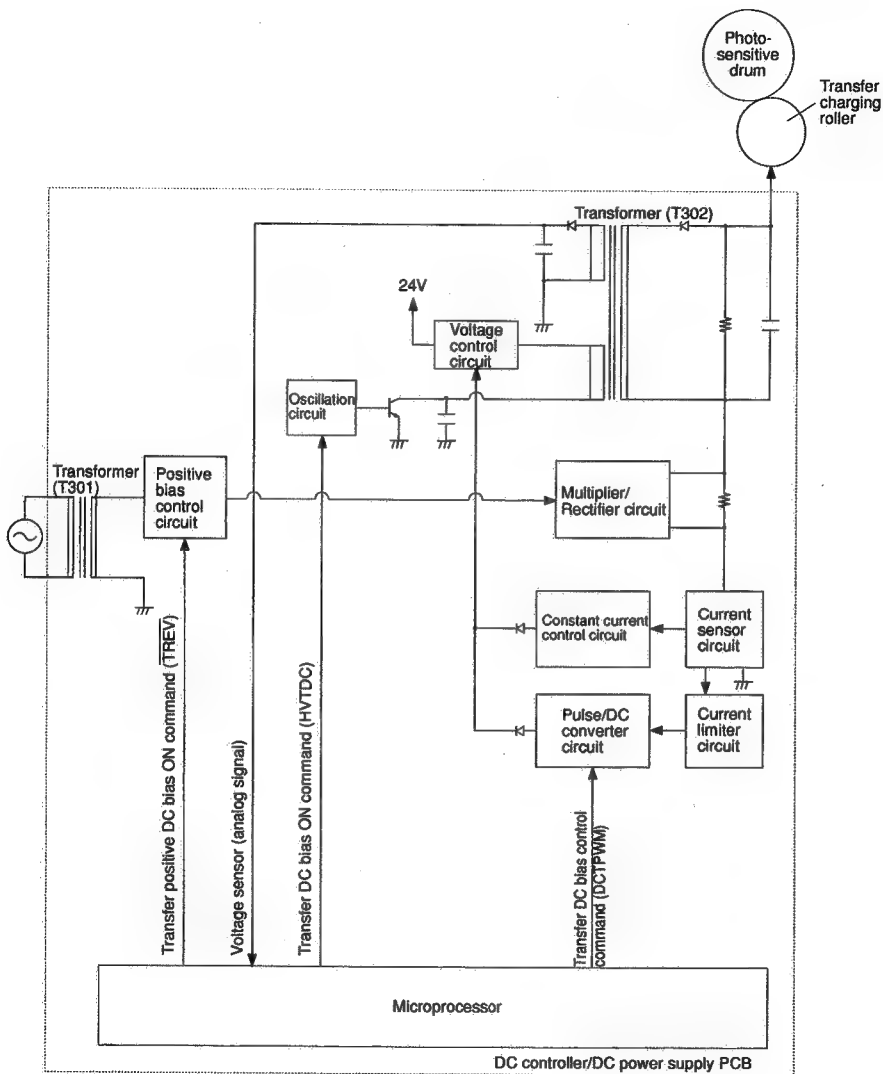 Photo-
sensitive
drum
Transfer
charging
roller
Transformer (T302)
24V
Voltage
control
circuit
Oscillation
circuit
Transformer
(T301)
Positive
bias
control
circuit
Multiplier/
Rectifier circuit
Constant current
control circuit
Current
sensor
circuit
Pulse/DC
converter
circuit
Current
limiter
circuit
Transfer positive DC bias ON command (TREV)
Voltage sensor (analog signal)
Transfer DC bias ON command (HVTDC)
Transfer DC bias control
command (DCTPWM)
Microprocessor
DC controller/DC power supply PCB